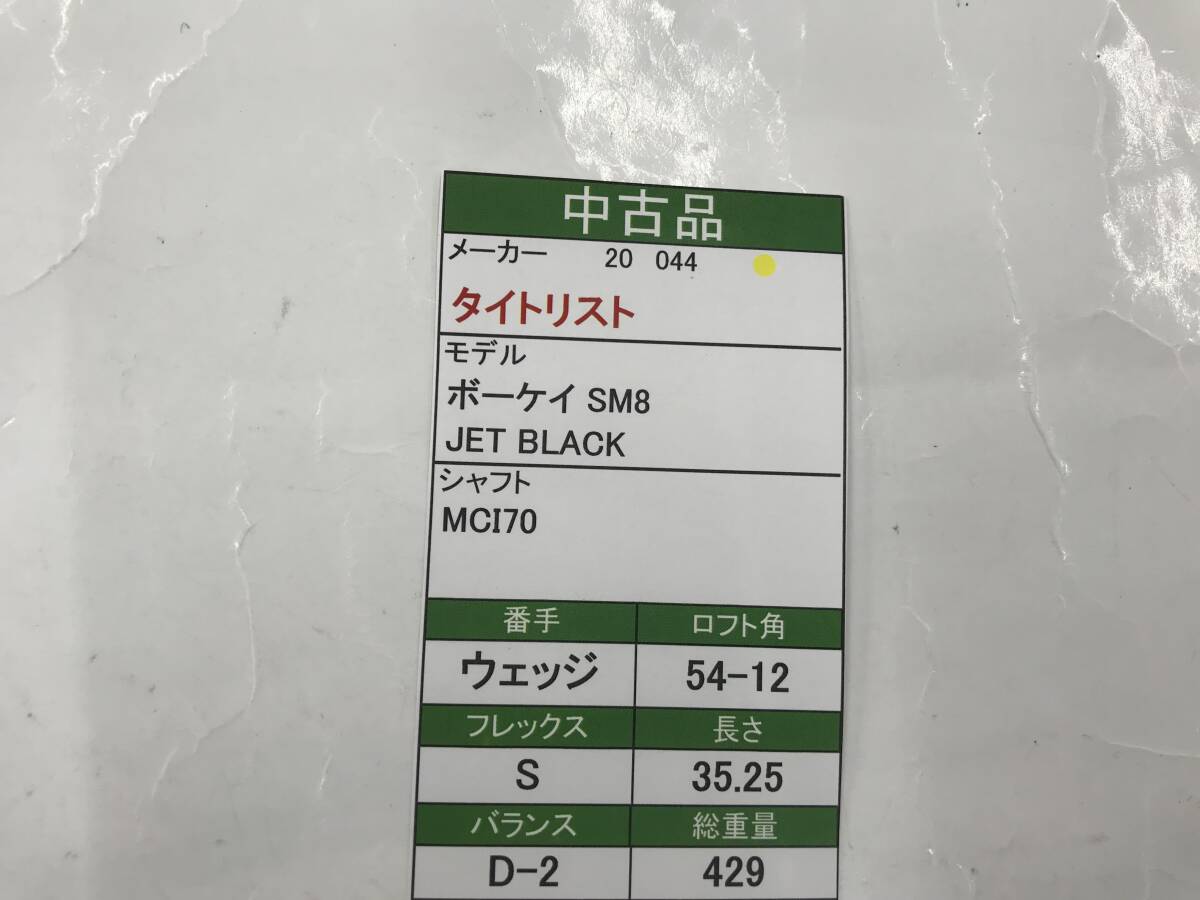 中古品
メーカー 20 044
タイトリスト
モデル
ボーケイ SM8
JET BLACK
シャフト
MCI70
番手 ロフト角
ウェッジ 54-12
フレックス 長さ
S 35.25
バランス 総重量
D-2 429